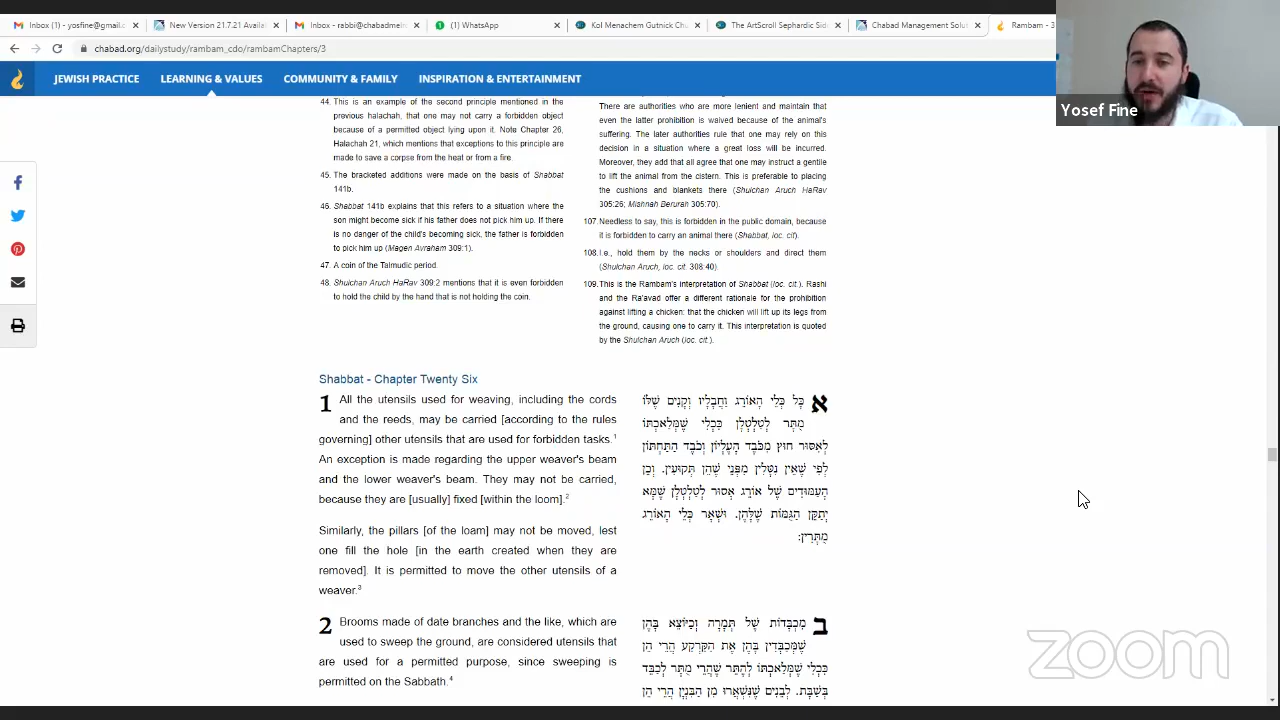 Inbox (1) - yosfine@gmail.c
New Version 21.7.21 Availa
Inbox - rabbi@chabadmein
(1) WhatsApp
Kol Menachem Gutnick Ch
The ArtScroll Sephardic Sid
Chabad Management Solut
Rambam - 3
chabad.org/dailystudy/rambam_cdo/rambamChapters/3
JEWISH PRACTICE
LEARNING & VALUES
COMMUNITY & FAMILY
INSPIRATION & ENTERTAINMENT
Yosef Fine
44. This is an example of the second principle mentioned in the
previous halachah, that one may not carry a forbidden object
because of a permitted object lying upon it. Note Chapter 26,
Halachah 21, which mentions that exceptions to this principle are
made to save a corpse from the heat or from a fire.
45. The bracketed additions were made on the basis of Shabbat
141b.
46. Shabbat 141b explains that this refers to a situation where the
son might become sick if his father does not pick him up. If there
is no danger of the child's becoming sick, the father is forbidden
to pick him up (Magen Avraham 309:1).
47. A coin of the Talmudic period.
48. Shulchan Aruch HaRav 309:2 mentions that it is even forbidden
to hold the child by the hand that is not holding the coin.
There are authorities who are more lenient and maintain that
even the latter prohibition is waived because of the animal's
suffering. The later authorities rule that one may rely on this
decision in a situation where a great loss will be incurred.
Moreover, they add that all agree that one may instruct a gentile
to lift the animal from the cistern. This is preferable to placing
the cushions and blankets there (Shulchan Aruch HaRav
305:26; Mishnah Berurah 305:70).
107. Needless to say, this is forbidden in the public domain, because
it is forbidden to carry an animal there (Shabbat, loc. cit).
108. I.e., hold them by the necks or shoulders and direct them
(Shulchan Aruch, loc. cit. 308:40).
109. This is the Rambam's interpretation of Shabbat (loc. cit.). Rashi
and the Ra'avad offer a different rationale for the prohibition
against lifting a chicken: that the chicken will lift up its legs from
the ground, causing one to carry it. This interpretation is quoted
by the Shulchan Aruch (loc. cit.).
Shabbat - Chapter Twenty Six
1 All the utensils used for weaving, including the cords
and the reeds, may be carried [according to the rules
governing] other utensils that are used for forbidden tasks.1
An exception is made regarding the upper weaver's beam
and the lower weaver's beam. They may not be carried,
because they are [usually] fixed [within the loom].2
Similarly, the pillars [of the loam] may not be moved, lest
one fill the hole [in the earth created when they are
removed]. It is permitted to move the other utensils of a
weaver.3
א כָּל כְּלֵי הָאוֹרֵג וַחֲבָלָיו וְקָנִים שֶׁלּוֹ
מֻתָּר לְטַלְטְלָן כִּכְלִי שֶׁמְּלַאכְתּוֹ
לְאִסּוּר חוּץ מִכֹּבֶד הָעֶלְיוֹן וְכֹבֶד הַתַּחְתּוֹן
לְפִי שֶׁאֵין נִטָּלִין מִפְּנֵי שֶׁהֵן תְּקוּעִין. וְכֵן
הָעַמּוּדִים שֶׁל אוֹרֵג אָסוּר לְטַלְטְלָן שֶׁמָּא
יְתַקֵּן הַגֻּמּוֹת שֶׁלָּהֶן. וּשְׁאָר כְּלֵי הָאוֹרֵג
מֻתָּרִין:
2 Brooms made of date branches and the like, which are
used to sweep the ground, are considered utensils that
are used for a permitted purpose, since sweeping is
permitted on the Sabbath.4
ב מִכְבָּדוֹת שֶׁל תְּמָרָה וְכַיּוֹצֵא בָּהֶן
שֶׁמְּכַבְּדִין בָּהֶן אֶת הַקַּרְקַע הֲרֵי הֵן
כִּכְלִי שֶׁמְּלַאכְתּוֹ לְהֶתֵּר שֶׁהֲרֵי מֻתָּר לְכַבֵּד
בְּשַׁבָּת. לְבֵנִים שֶׁנִּשְׁאֲרוּ מִן הַבִּנְיָן הֲרֵי הֵן
zoom